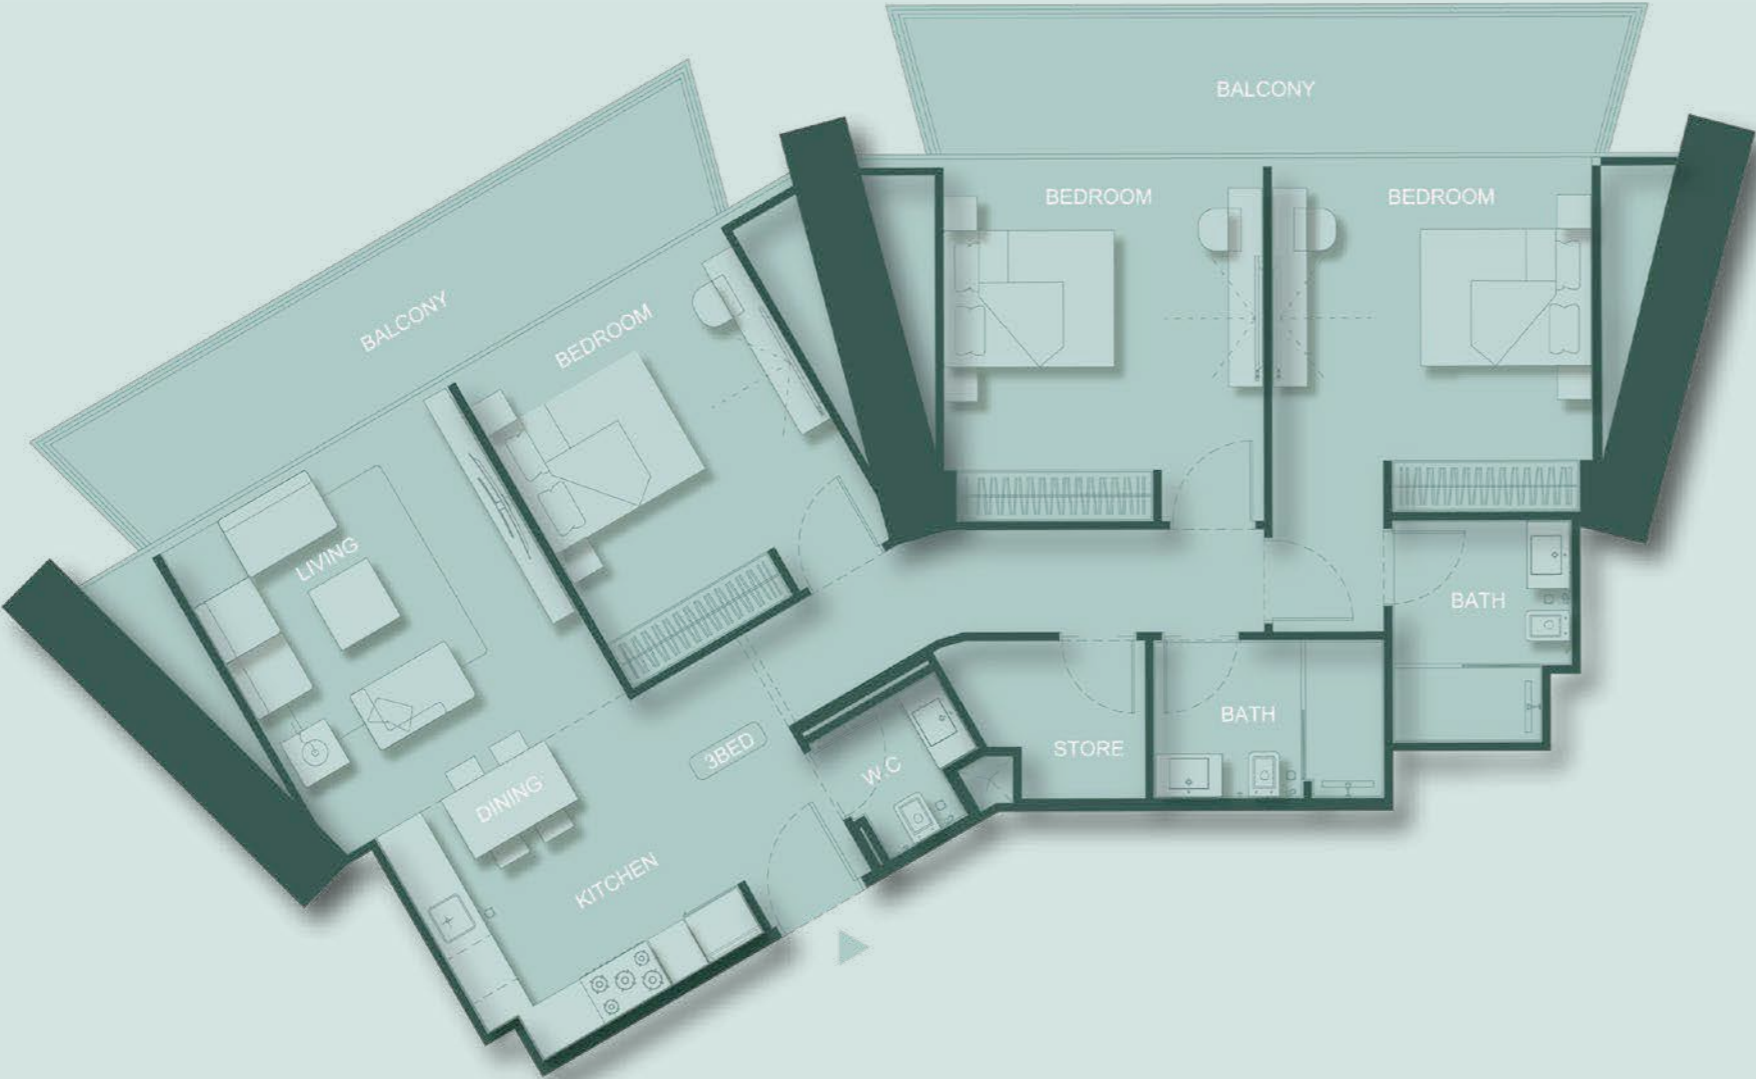 BALCONY
BEDROOM
BEDROOM
BALCONY
BEDROOM
LIVING
BATH
BATH
STORE
3BED
W.C
DINING
KITCHEN